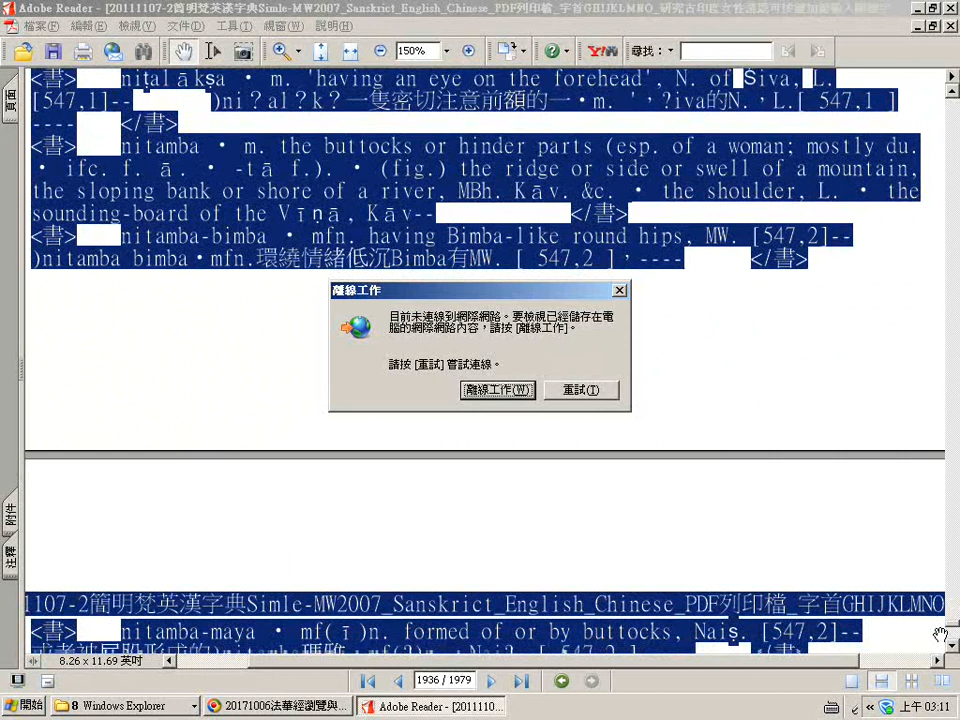 Adobe Reader - [20111107-2簡明梵英漢字典Simle-MW2007_Sanskrict_English_Chinese_PDF列印檔_字首GHIJKLMNO_研究古印度女性
檔案(F) 編輯(E) 檢視(V) 文件(D) 工具(T) 視窗(W) 說明(H)
150% Y! 尋找：
頁面
<書> niṭalākṣa • m. 'having an eye on the forehead', N. of Śiva, L.
[547,1]-- )ni？al？k？一隻密切注意前額的一•m. '，?iva的N.，L.[ 547,1 ]
---- </書>
<書> nitamba • m. the buttocks or hinder parts (esp. of a woman; mostly du.
• ifc. f. ā. • -tā f.). • (fig.) the ridge or side or swell of a mountain,
the sloping bank or shore of a river, MBh. Kāv. &c. • the shoulder, L. • the
sounding-board of the Vīṇā, Kāv-- </書>
<書> nitamba-bimba • mfn. having Bimba-like round hips, MW. [547,2]--
)nitamba bimba•mfn.環繞情緒低沉Bimba有MW. [ 547,2 ]，---- </書>
離線工作
目前未連線到網際網路。要檢視已經儲存在電
腦的網際網路內容，請按 [離線工作]。
請按 [重試] 嘗試連線。
離線工作(W) 重試(T)
附件
注釋
1107-2簡明梵英漢字典Simle-MW2007_Sanskrict_English_Chinese_PDF列印檔_字首GHIJKLMNO
<書> nitamba-maya • mf(ī)n. formed of or by buttocks, Naiṣ. [547,2]--
8.26 x 11.69 英吋
1936 / 1979
開始 8 Windows Explorer 20171006法華經瀏覽與... Adobe Reader - [2011110... 上午 03:11